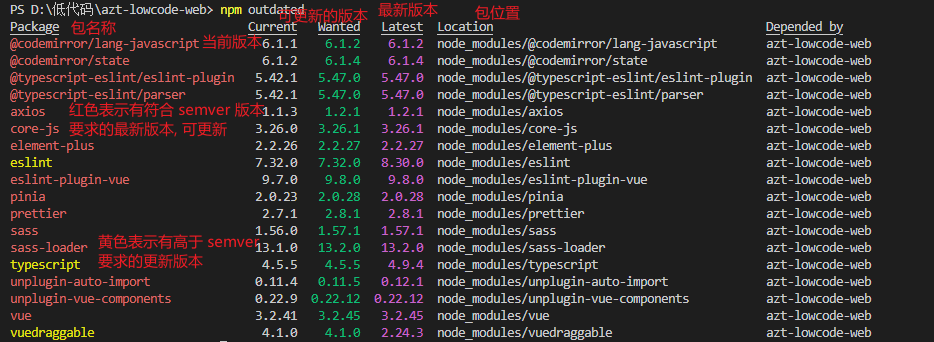 PS D:\低代码\azt-lowcode-web> npm outdated
可更新的版本 最新版本 包位置
Package 包名称 Current Wanted Latest Location Depended by
@codemirror/lang-javascript 当前版本 6.1.1 6.1.2 6.1.2 node_modules/@codemirror/lang-javascript azt-lowcode-web
@codemirror/state 6.1.2 6.1.4 6.1.4 node_modules/@codemirror/state azt-lowcode-web
@typescript-eslint/eslint-plugin 5.42.1 5.47.0 5.47.0 node_modules/@typescript-eslint/eslint-plugin azt-lowcode-web
@typescript-eslint/parser 5.42.1 5.47.0 5.47.0 node_modules/@typescript-eslint/parser azt-lowcode-web
axios 红色表示有符合 semver 版本 1.1.3 1.2.1 1.2.1 node_modules/axios azt-lowcode-web
core-js 要求的最新版本, 可更新 3.26.0 3.26.1 3.26.1 node_modules/core-js azt-lowcode-web
element-plus 2.2.26 2.2.27 2.2.27 node_modules/element-plus azt-lowcode-web
eslint 7.32.0 7.32.0 8.30.0 node_modules/eslint azt-lowcode-web
eslint-plugin-vue 9.7.0 9.8.0 9.8.0 node_modules/eslint-plugin-vue azt-lowcode-web
pinia 2.0.23 2.0.28 2.0.28 node_modules/pinia azt-lowcode-web
prettier 2.7.1 2.8.1 2.8.1 node_modules/prettier azt-lowcode-web
sass 1.56.0 1.57.1 1.57.1 node_modules/sass azt-lowcode-web
sass-loader 黄色表示有高于 semver 13.1.0 13.2.0 13.2.0 node_modules/sass-loader azt-lowcode-web
typescript 要求的更新版本 4.5.5 4.5.5 4.9.4 node_modules/typescript azt-lowcode-web
unplugin-auto-import 0.11.4 0.11.5 0.12.1 node_modules/unplugin-auto-import azt-lowcode-web
unplugin-vue-components 0.22.9 0.22.12 0.22.12 node_modules/unplugin-vue-components azt-lowcode-web
vue 3.2.41 3.2.45 3.2.45 node_modules/vue azt-lowcode-web
vuedraggable 4.1.0 4.1.0 2.24.3 node_modules/vuedraggable azt-lowcode-web